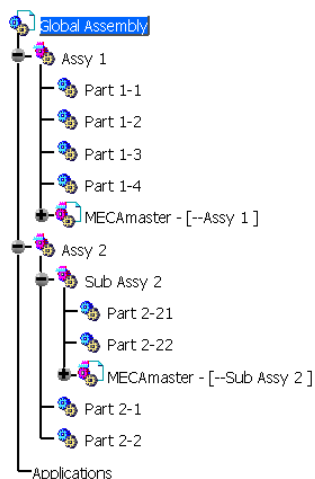 Global Assembly
Assy 1
Part 1-1
Part 1-2
Part 1-3
Part 1-4
MECAmaster - [--Assy 1 ]
Assy 2
Sub Assy 2
Part 2-21
Part 2-22
MECAmaster - [--Sub Assy 2 ]
Part 2-1
Part 2-2
Applications